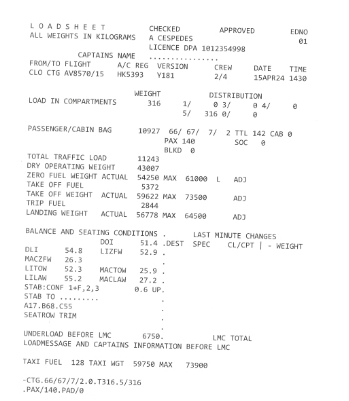 L O A D S H E E T CHECKED APPROVED EDNO
ALL WEIGHTS IN KILOGRAMS A CESPEDES 01
LICENCE DPA 1012354998
CAPTAINS NAME ................
FROM/TO FLIGHT A/C REG VERSION CREW DATE TIME
CLO CTG AV8570/15 HK5393 Y181 2/4 15APR24 1430
WEIGHT DISTRIBUTION
LOAD IN COMPARTMENTS 316 1/ 0 3/ 0 4/ 0
5/ 316 0/ 0
PASSENGER/CABIN BAG 10927 66/ 67/ 7/ 2 TTL 142 CAB 0
PAX 140 SOC 0
BLKD 0
TOTAL TRAFFIC LOAD 11243
DRY OPERATING WEIGHT 43007
ZERO FUEL WEIGHT ACTUAL 54250 MAX 61000 L ADJ
TAKE OFF FUEL 5372
TAKE OFF WEIGHT ACTUAL 59622 MAX 73500 ADJ
TRIP FUEL 2844
LANDING WEIGHT ACTUAL 56778 MAX 64500 ADJ
BALANCE AND SEATING CONDITIONS . LAST MINUTE CHANGES
DOI 51.4 .DEST SPEC CL/CPT | - WEIGHT
DLI 54.8 LIZFW 52.9 .
MACZFW 26.3 .
LITOW 52.3 MACTOW 25.9 .
LILAW 55.2 MACLAW 27.2 .
STAB:CONF 1+F,2,3 0.6 UP.
STAB TO ......... .
A17.B68.C55 .
SEATROW TRIM .
.
UNDERLOAD BEFORE LMC 6750. LMC TOTAL
LOADMESSAGE AND CAPTAINS INFORMATION BEFORE LMC
TAXI FUEL 128 TAXI WGT 59750 MAX 73900
-CTG.66/67/7/2.0.T316.5/316
.PAX/140.PAD/0